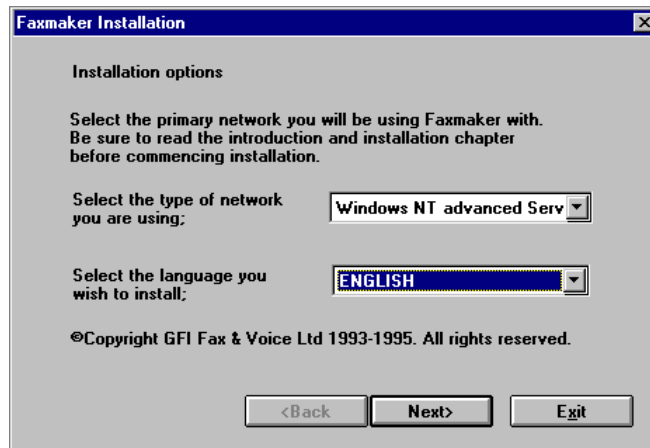 Faxmaker Installation
Installation options
Select the primary network you will be using Faxmaker with.
Be sure to read the introduction and installation chapter
before commencing installation.
Select the type of network
you are using;
Windows NT advanced Serv
Select the language you
wish to install;
ENGLISH
©Copyright GFI Fax & Voice Ltd 1993-1995. All rights reserved.
<Back
Next>
Exit